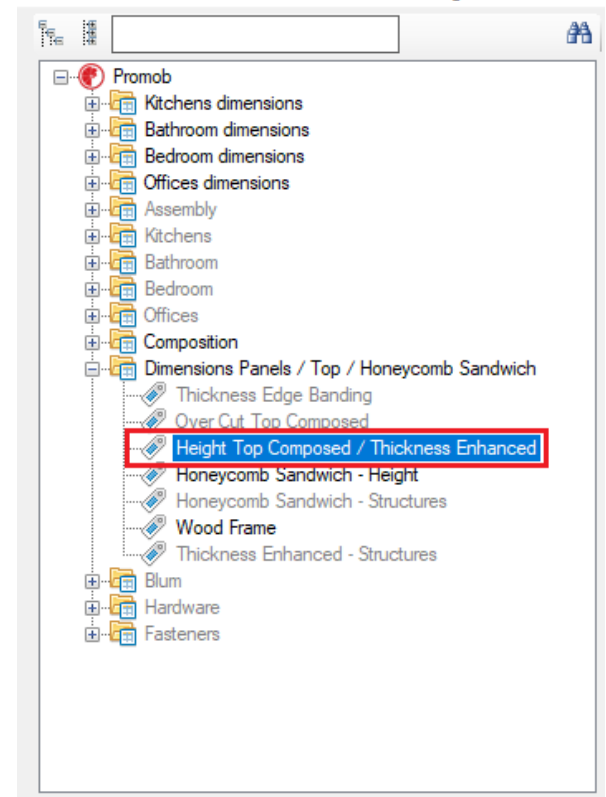 Promob
Kitchens dimensions
Bathroom dimensions
Bedroom dimensions
Offices dimensions
Assembly
Kitchens
Bathroom
Bedroom
Offices
Composition
Dimensions Panels / Top / Honeycomb Sandwich
Thickness Edge Banding
Over Cut Top Composed
Height Top Composed / Thickness Enhanced
Honeycomb Sandwich - Height
Honeycomb Sandwich - Structures
Wood Frame
Thickness Enhanced - Structures
Blum
Hardware
Fasteners